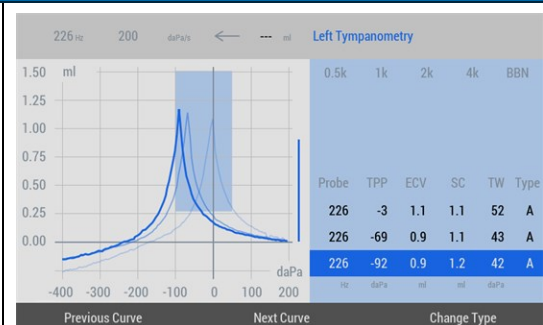 226 Hz 200 daPa/s --- ml Left Tympanometry
1.50 ml 0.5k 1k 2k 4k BBN
1.25
1.00
0.75
0.50 Probe TPP ECV SC TW Type
0.25 226 -3 1.1 1.1 52 A
0.00 226 -69 0.9 1.1 43 A
daPa 226 -92 0.9 1.2 42 A
-400 -300 -200 -100 0 100 200 Hz daPa ml ml daPa
Previous Curve Next Curve Change Type